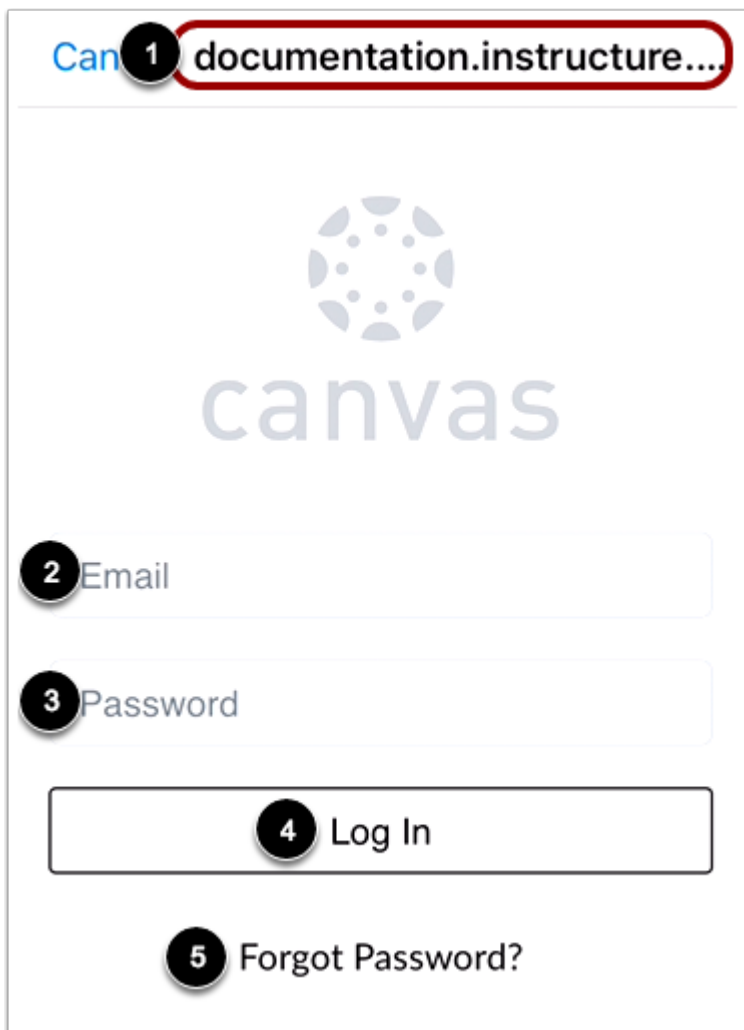 Can 1 documentation.instructure....
canvas
2 Email
3 Password
4 Log In
5 Forgot Password?